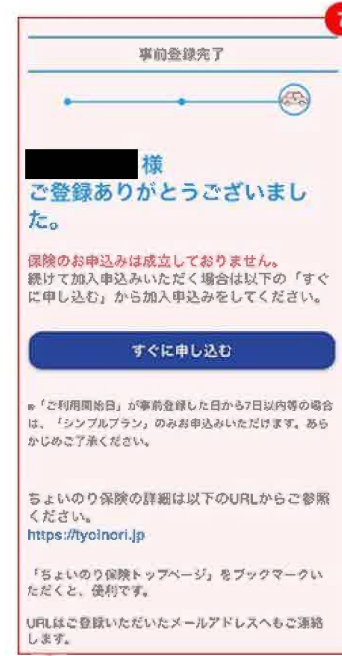 7
事前登録完了
様
ご登録ありがとうございまし
た。
保険のお申込みは成立しておりません。
続けて加入申込みいただく場合は以下の「すぐ
に申し込む」から加入申込みをしてください。
すぐに申し込む
※「ご利用開始日」が事前登録した日から7日以内等の場合
は、「シンプルプラン」のみお申込みいただけます。あら
かじめご了承ください。
ちょいのり保険の詳細は以下のURLからご参照
ください。
https://tyoinori.jp
「ちょいのり保険トップページ」をブックマークい
ただくと、便利です。
URLはご登録いただいたメールアドレスへもご連絡
します。